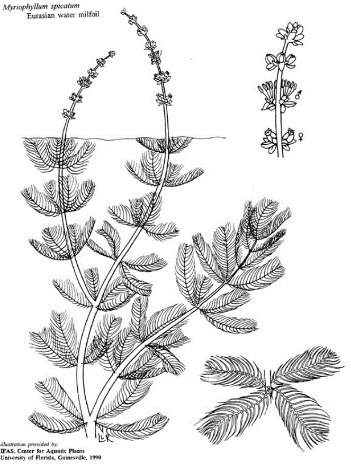 Myriophyllum spicatum
Eurasian water milfoil
♂
♀
illustration provided by:
IFAS, Center for Aquatic Plants
University of Florida, Gainesville, 1990